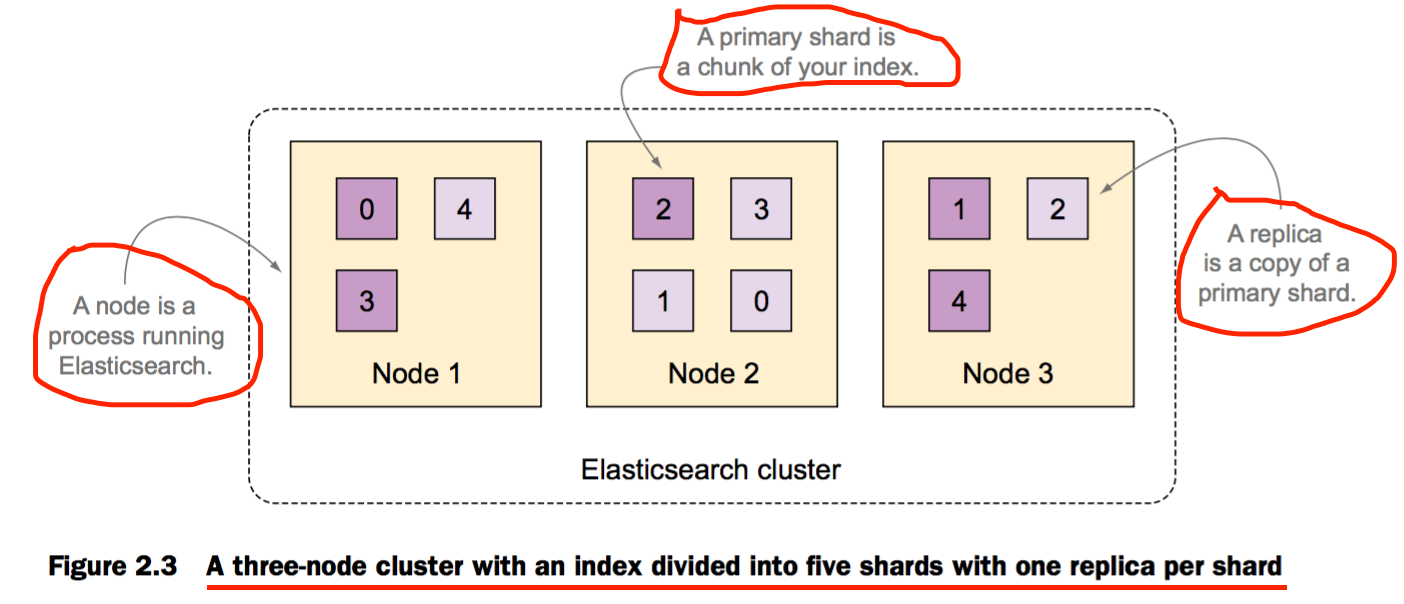 A primary shard is
a chunk of your index.
0 4
2 3
1 2
A replica
is a copy of a
primary shard.
A node is a
process running
Elasticsearch.
3
1 0
4
Node 1
Node 2
Node 3
Elasticsearch cluster
Figure 2.3 A three-node cluster with an index divided into five shards with one replica per shard